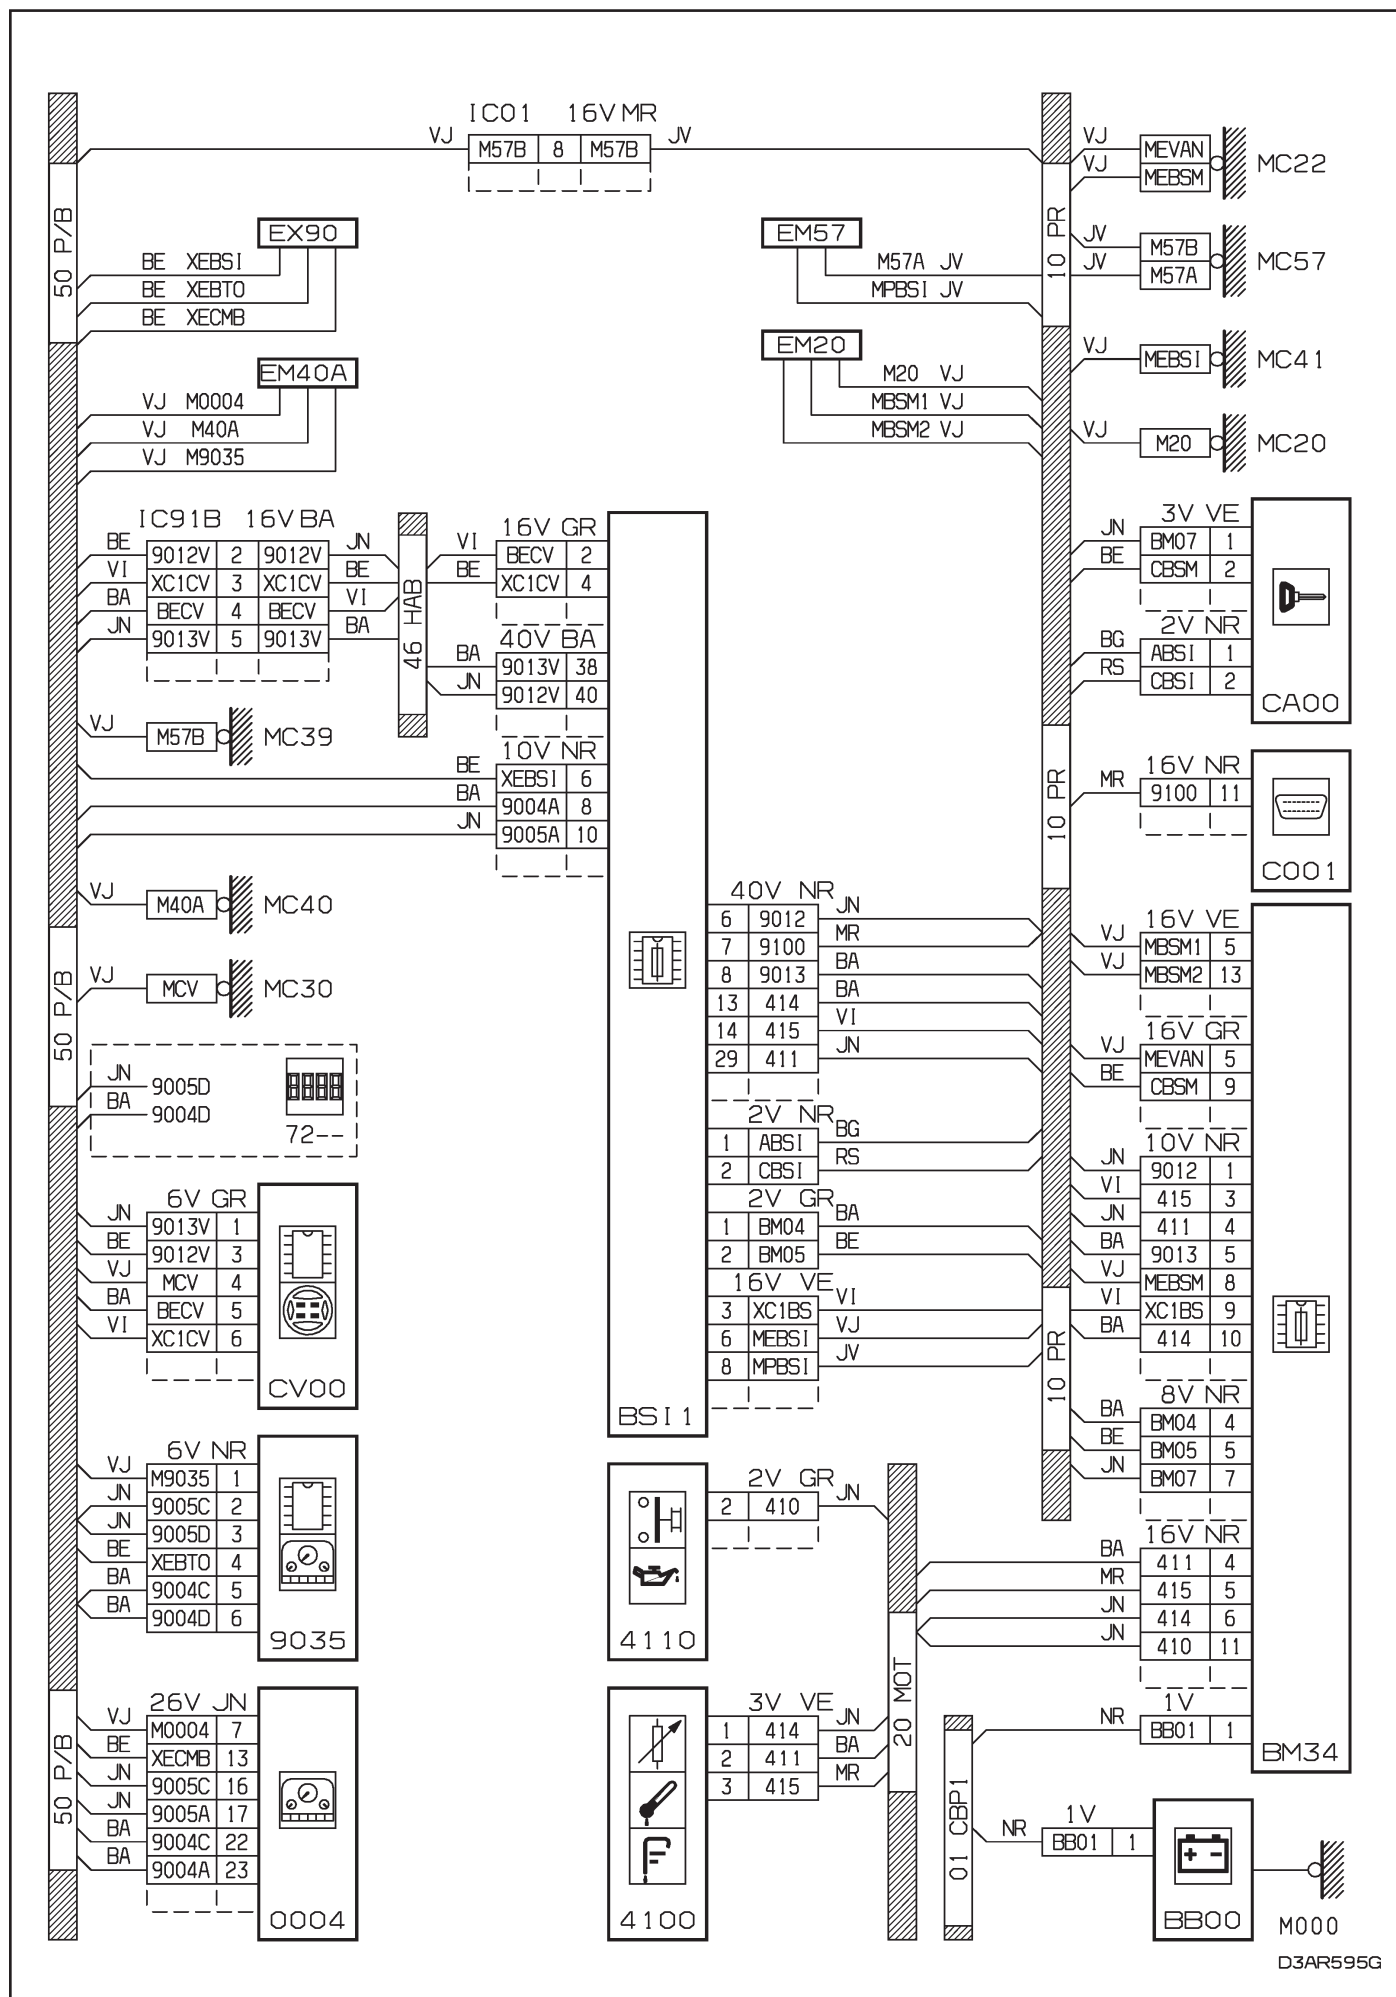 IC01 16V MR
VJ M57B 8 M57B JV
50 P/B
EX90
BE XEBSI
BE XEBTO
BE XECMB
EM40A
VJ M0004
VJ M40A
VJ M9035
EM57
M57A JV
MPBSI JV
EM20
M20 VJ
MBSM1 VJ
MBSM2 VJ
10 PR
VJ MEVAN
VJ MEBSM
MC22
JV M57B
JV M57A
MC57
VJ MEBSI MC41
VJ M20 MC20
IC91B 16V BA
BE 9012V 2 9012V JN
VI XC1CV 3 XC1CV BE
BA BECV 4 BECV VI
JN 9013V 5 9013V BA
46 HAB
16V GR
VI BECV 2
BE XC1CV 4
40V BA
BA 9013V 38
JN 9012V 40
10V NR
BE XEBSI 6
BA 9004A 8
JN 9005A 10
VJ M57B MC39
VJ M40A MC40
VJ MCV MC30
50 P/B
JN 9005D
BA 9004D
72--
6V GR
JN 9013V 1
BE 9012V 3
VJ MCV 4
BA BECV 5
VI XC1CV 6
CV00
6V NR
VJ M9035 1
JN 9005C 2
JN 9005D 3
BE XEBTO 4
BA 9004C 5
BA 9004D 6
9035
50 P/B
26V JN
VJ M0004 7
BE XECMB 13
JN 9005C 16
JN 9005A 17
BA 9004C 22
BA 9004A 23
0004
40V NR
6 9012 JN
7 9100 MR
8 9013 BA
13 414 BA
14 415 VI
29 411 JN
2V NR
1 ABSI BG
2 CBSI RS
2V GR
1 BM04 BA
2 BM05 BE
16V VE
3 XC1BS VI
6 MEBSI VJ
8 MPBSI JV
BSI1
2V GR
2 410 JN
4110
3V VE
1 414 JN
2 411 BA
3 415 MR
4100
20 MOT
3V VE
JN BM07 1
BE CBSM 2
2V NR
BG ABSI 1
RS CBSI 2
CA00
10 PR
16V NR
MR 9100 11
C001
16V VE
VJ MBSM1 5
VJ MBSM2 13
16V GR
VJ MEVAN 5
BE CBSM 9
10V NR
JN 9012 1
VI 415 3
JN 411 4
BA 9013 5
VJ MEBSM 8
VI XC1BS 9
BA 414 10
10 PR
8V NR
BA BM04 4
BE BM05 5
JN BM07 7
16V NR
BA 411 4
MR 415 5
JN 414 6
JN 410 11
1V
NR BB01 1
BM34
01 CBP1
1V
NR BB01 1
BB00
M000
D3AR595G